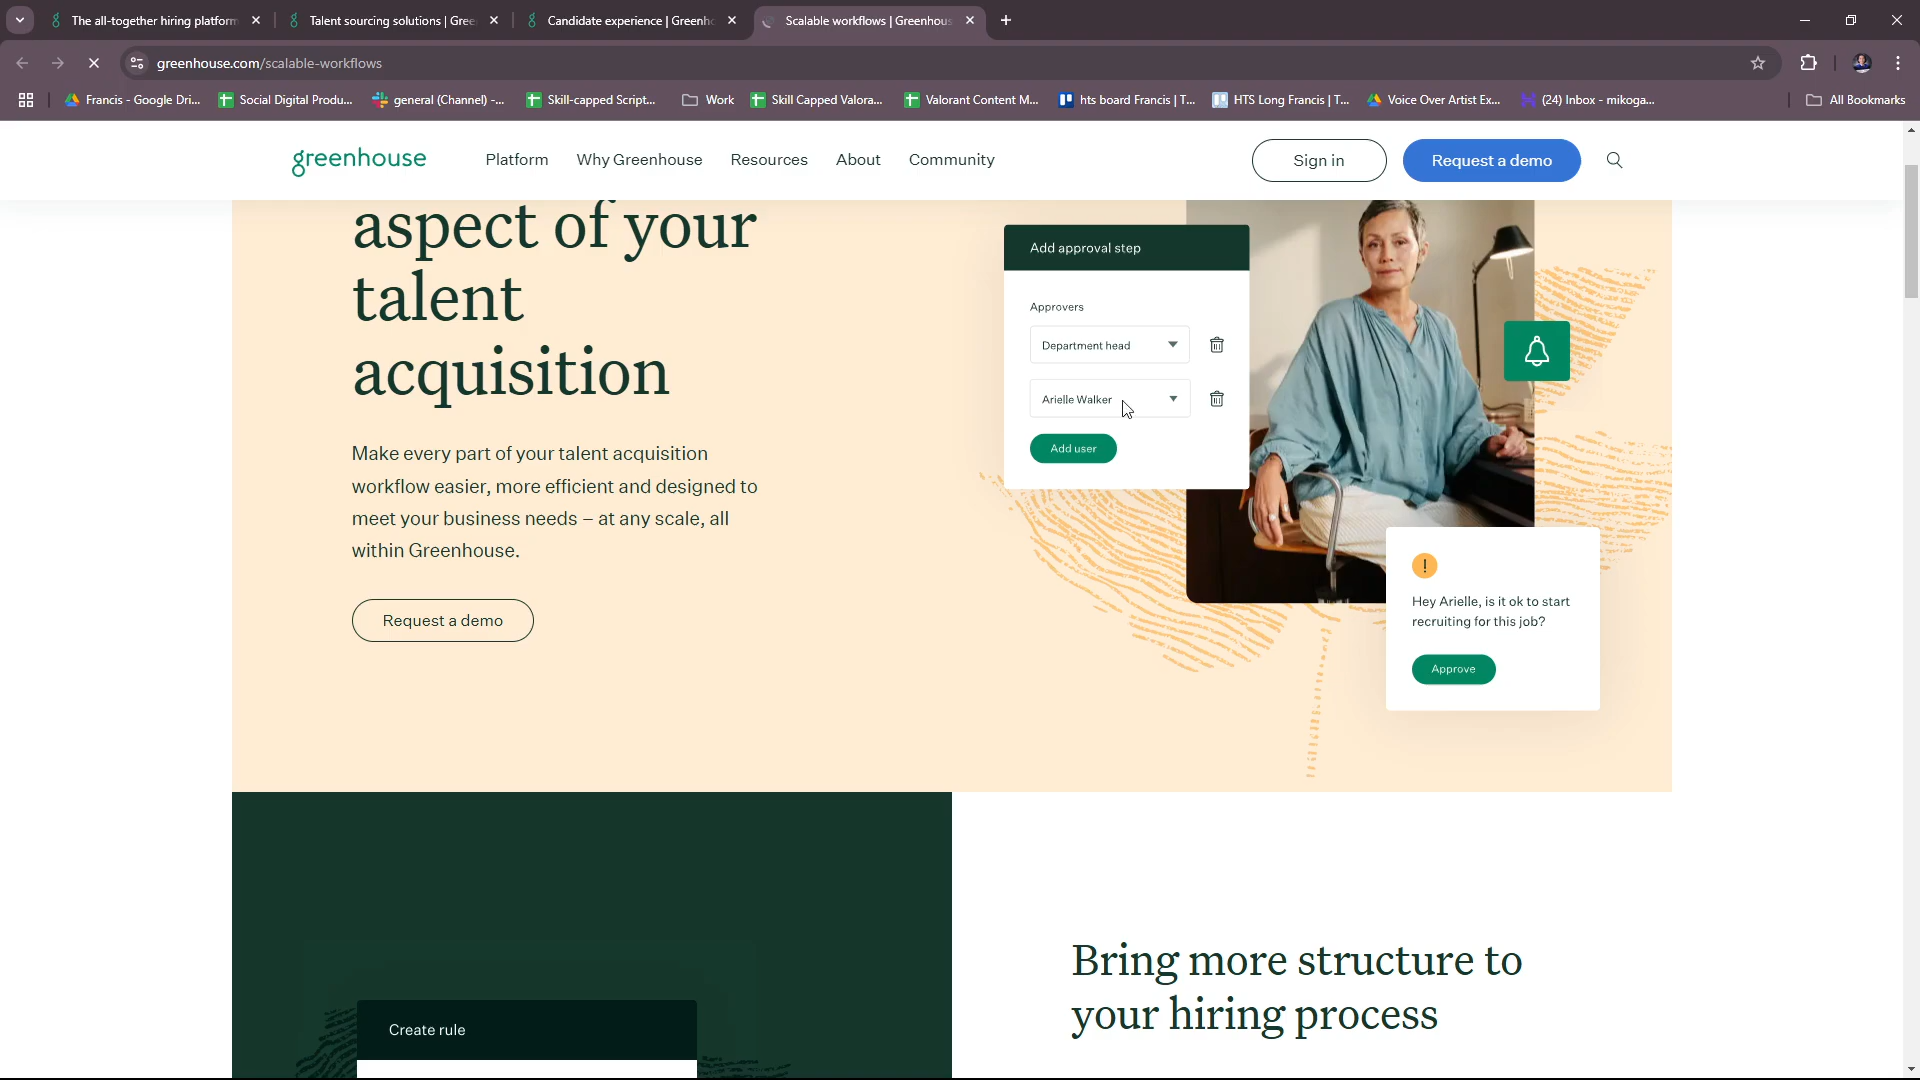 The all-together hiring platform
Talent sourcing solutions | Gree
Candidate experience | Greenho
Scalable workflows | Greenhous
greenhouse.com/scalable-workflows
Francis - Google Dri...
Social Digital Produ...
general (Channel) -...
Skill-capped Script...
Work
Skill Capped Valora...
Valorant Content M...
hts board Francis | T...
HTS Long Francis | T...
Voice Over Artist Ex...
(24) Inbox - mikoga...
All Bookmarks
greenhouse
Platform
Why Greenhouse
Resources
About
Community
Sign in
Request a demo
aspect of your
talent
acquisition
Make every part of your talent acquisition
workflow easier, more efficient and designed to
meet your business needs – at any scale, all
within Greenhouse.
Request a demo
Add approval step
Approvers
Department head
Arielle Walker
Add user
!
Hey Arielle, is it ok to start
recruiting for this job?
Approve
Create rule
Bring more structure to
your hiring process